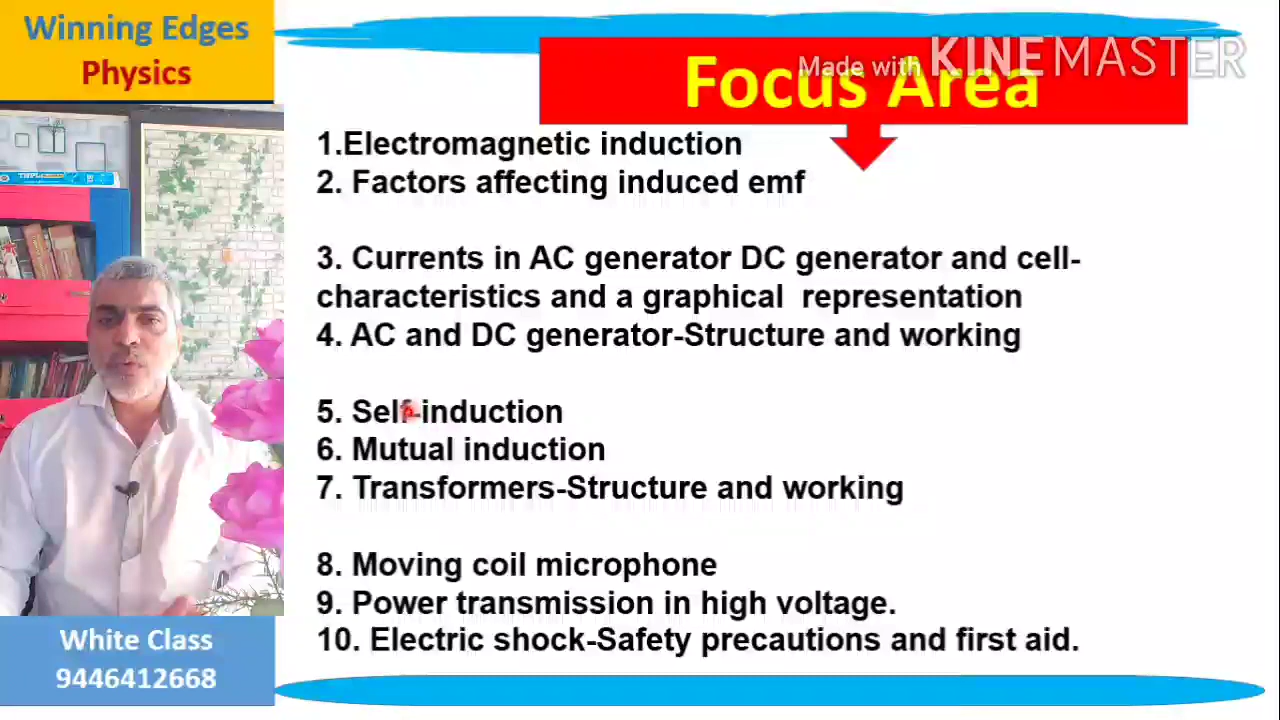 Winning Edges
Physics
Made with KINEMASTER
Focus Area
1.Electromagnetic induction
2. Factors affecting induced emf
3. Currents in AC generator DC generator and cell-
characteristics and a graphical representation
4. AC and DC generator-Structure and working
5. Self-induction
6. Mutual induction
7. Transformers-Structure and working
8. Moving coil microphone
9. Power transmission in high voltage.
10. Electric shock-Safety precautions and first aid.
White Class
9446412668